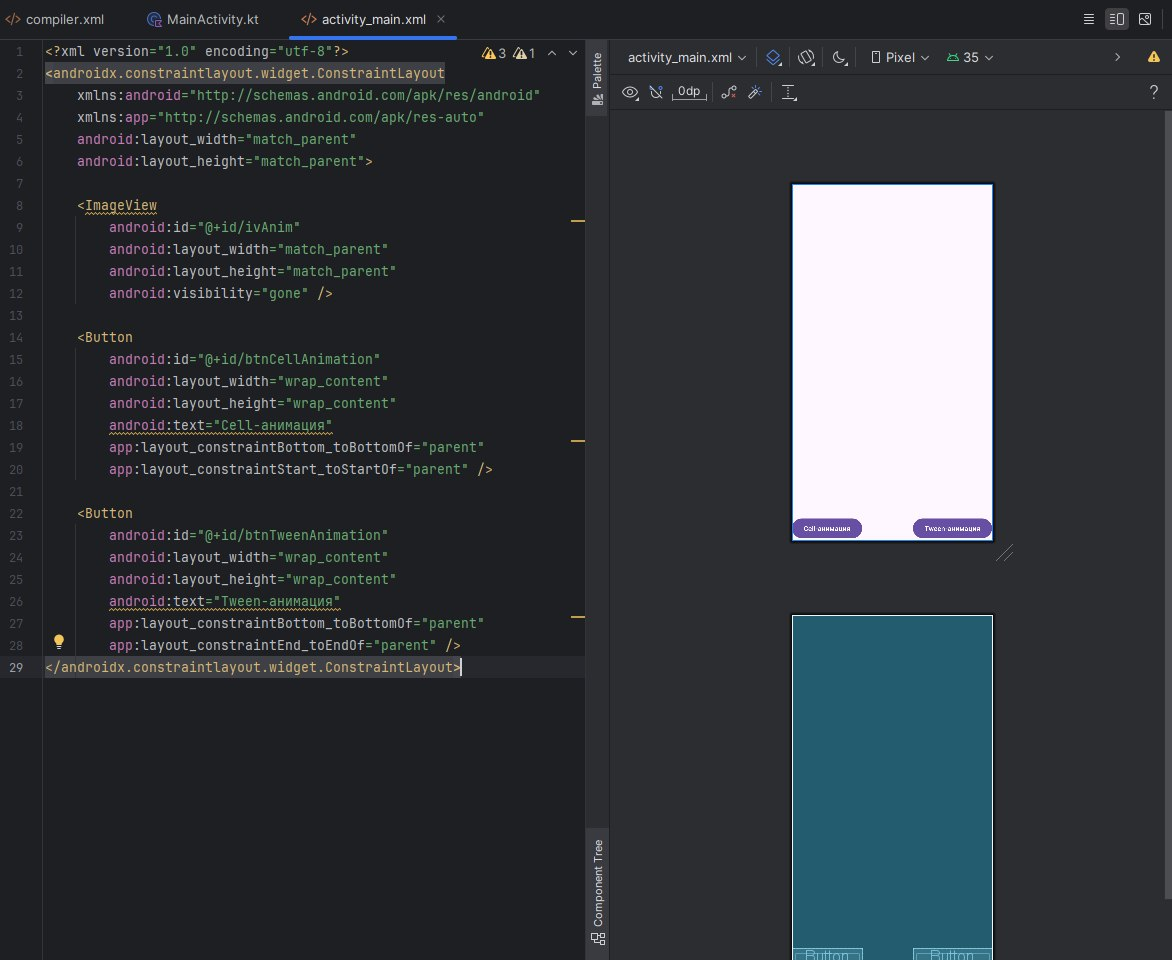 compiler.xml MainActivity.kt activity_main.xml
1 <?xml version="1.0" encoding="utf-8"?> 3 1
2 <androidx.constraintlayout.widget.ConstraintLayout
3 xmlns:android="http://schemas.android.com/apk/res/android"
4 xmlns:app="http://schemas.android.com/apk/res-auto"
5 android:layout_width="match_parent"
6 android:layout_height="match_parent">
7
8 <ImageView
9 android:id="@+id/ivAnim"
10 android:layout_width="match_parent"
11 android:layout_height="match_parent"
12 android:visibility="gone" />
13
14 <Button
15 android:id="@+id/btnCellAnimation"
16 android:layout_width="wrap_content"
17 android:layout_height="wrap_content"
18 android:text="Cell-анимация"
19 app:layout_constraintBottom_toBottomOf="parent"
20 app:layout_constraintStart_toStartOf="parent" />
21
22 <Button
23 android:id="@+id/btnTweenAnimation"
24 android:layout_width="wrap_content"
25 android:layout_height="wrap_content"
26 android:text="Tween-анимация"
27 app:layout_constraintBottom_toBottomOf="parent"
28 app:layout_constraintEnd_toEndOf="parent" />
29 </androidx.constraintlayout.widget.ConstraintLayout>
Palette
Component Tree
activity_main.xml Pixel 35
0dp ?
Cell-анимация Tween-анимация
Button Button